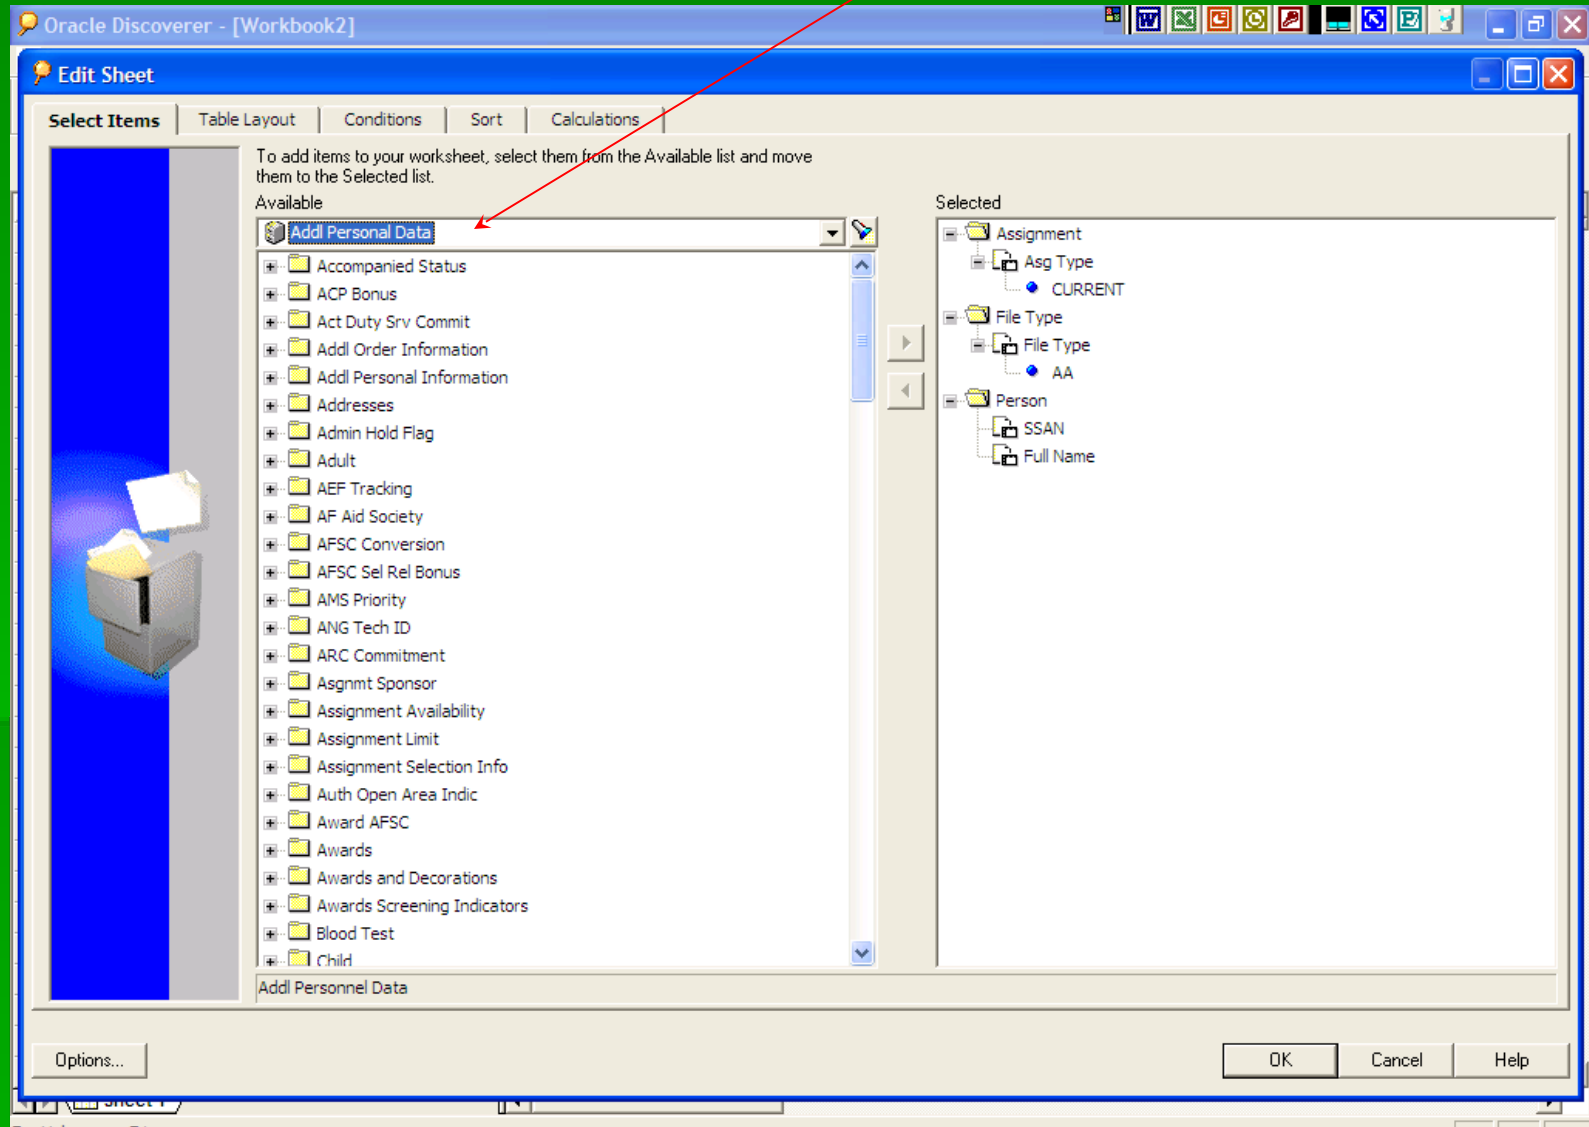 Oracle Discoverer - [Workbook2]
Edit Sheet
Select Items
Table Layout
Conditions
Sort
Calculations
To add items to your worksheet, select them from the Available list and move
them to the Selected list.
Available
Addl Personal Data
Accompanied Status
ACP Bonus
Act Duty Srv Commit
Addl Order Information
Addl Personal Information
Addresses
Admin Hold Flag
Adult
AEF Tracking
AF Aid Society
AFSC Conversion
AFSC Sel Rel Bonus
AMS Priority
ANG Tech ID
ARC Commitment
Asgnmt Sponsor
Assignment Availability
Assignment Limit
Assignment Selection Info
Auth Open Area Indic
Award AFSC
Awards
Awards and Decorations
Awards Screening Indicators
Blood Test
Child
Addl Personnel Data
Selected
Assignment
Asg Type
CURRENT
File Type
File Type
AA
Person
SSAN
Full Name
Options...
OK
Cancel
Help